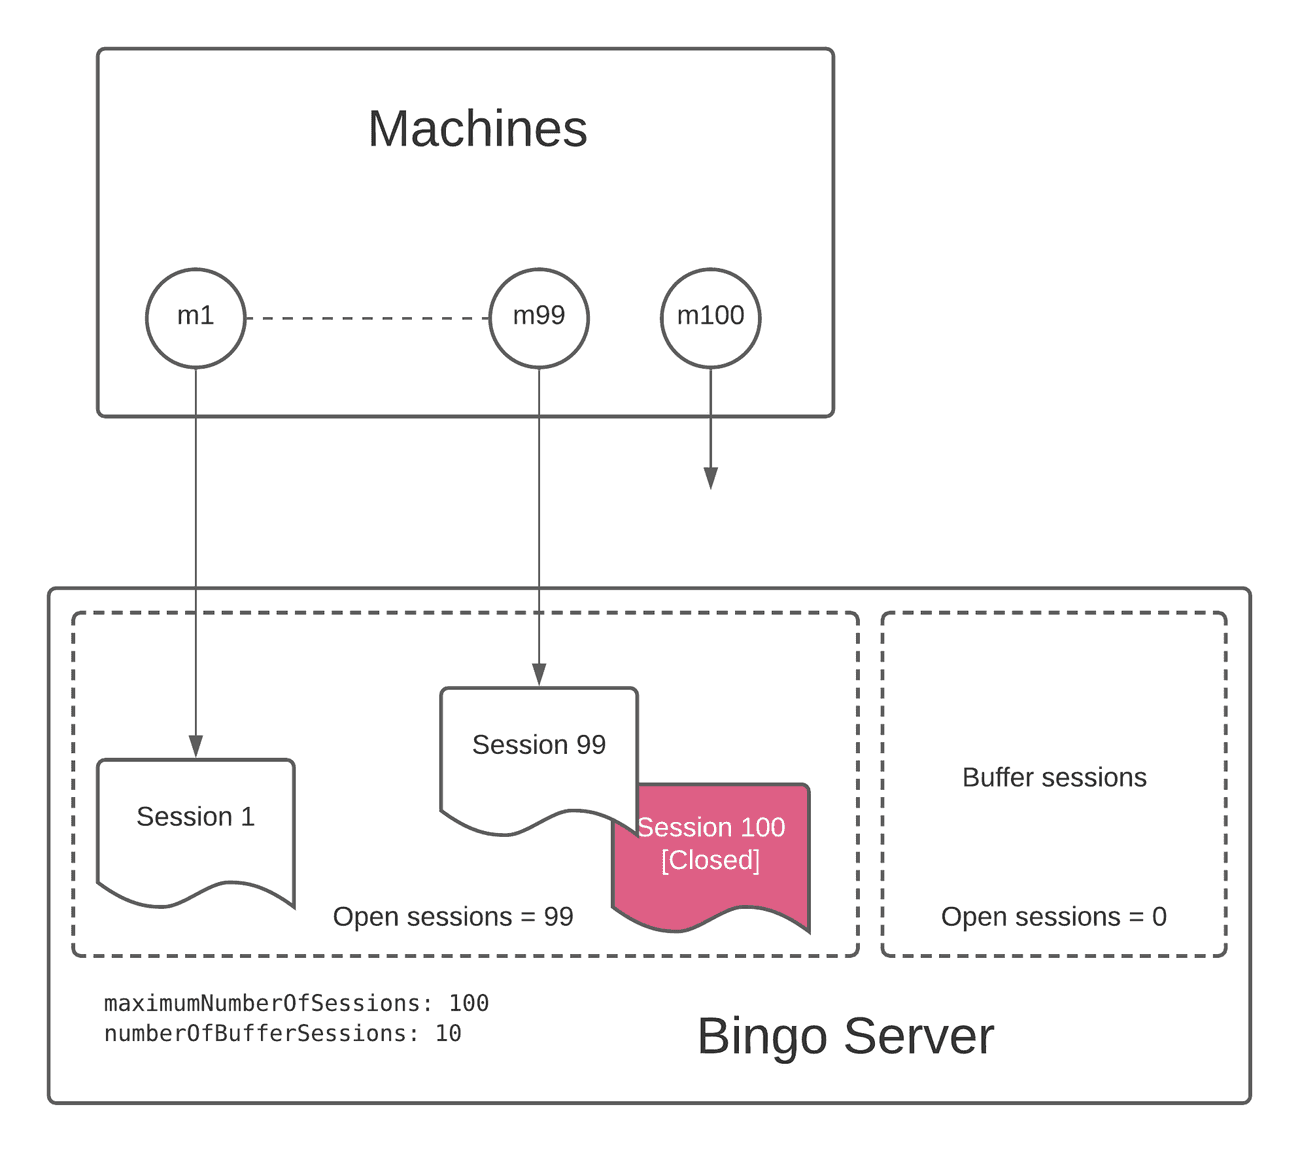 Machines
m1
m99
m100
Session 99
Session 1
Session 100
[Closed]
Open sessions = 99
Buffer sessions
Open sessions = 0
maximumNumberOfSessions: 100
numberOfBufferSessions: 10
Bingo Server